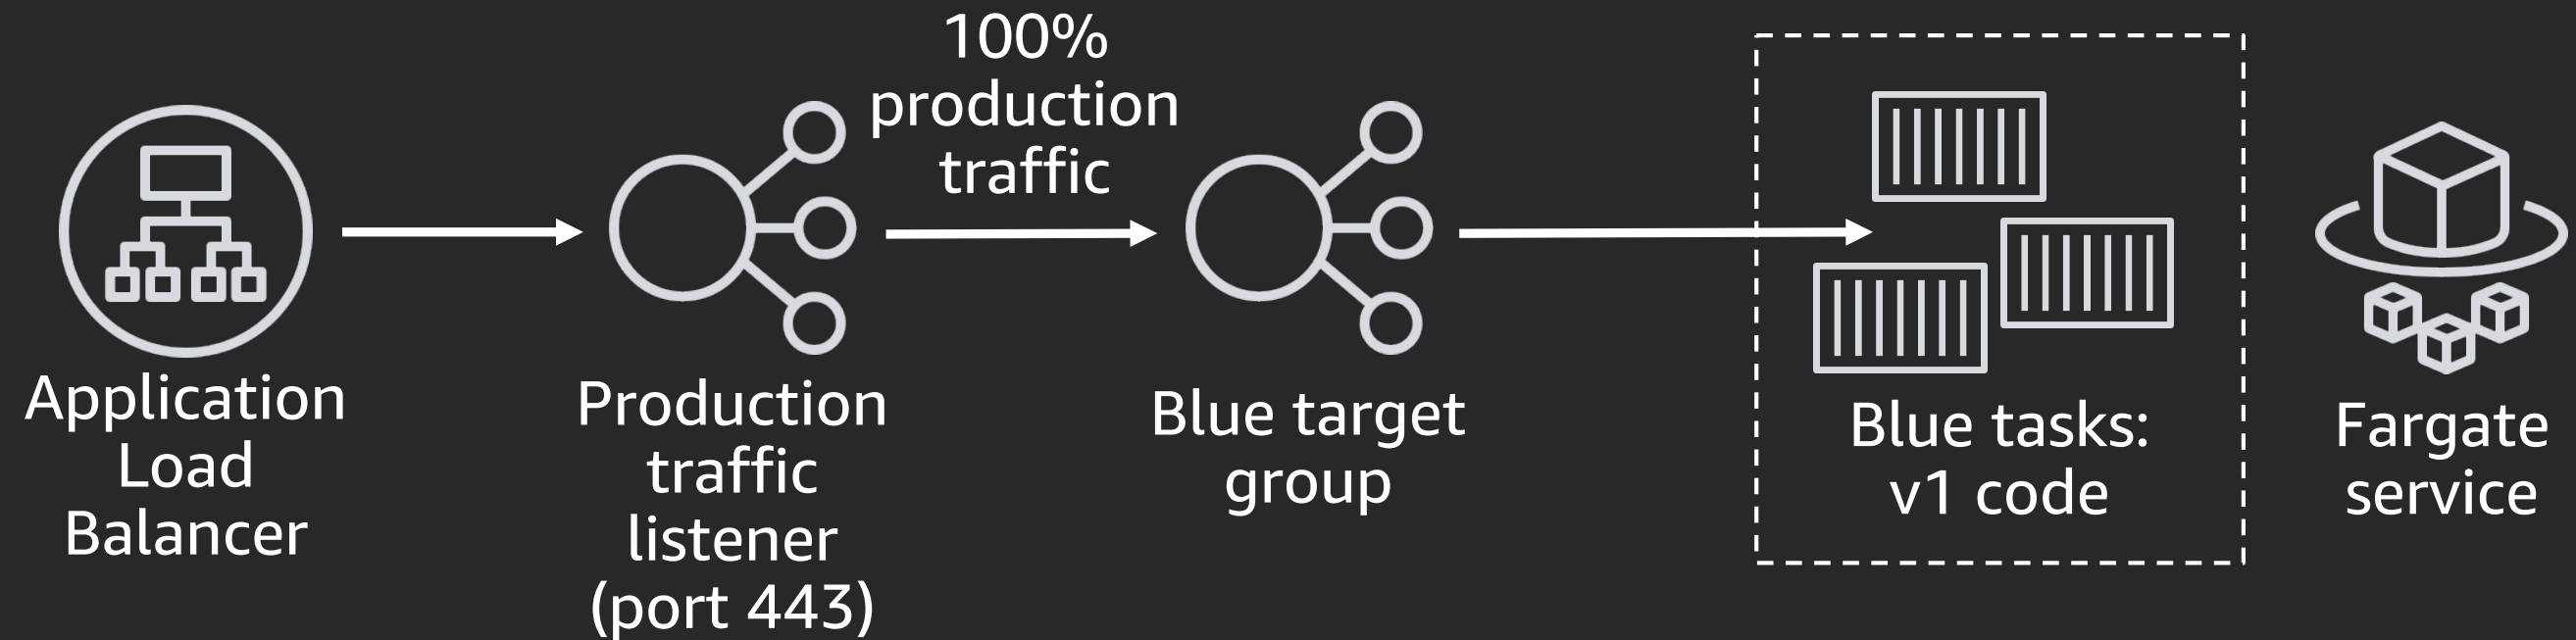 Application
Load
Balancer
Production
traffic
listener
(port 443)
100%
production
traffic
Blue target
group
Blue tasks:
v1 code
Fargate
service